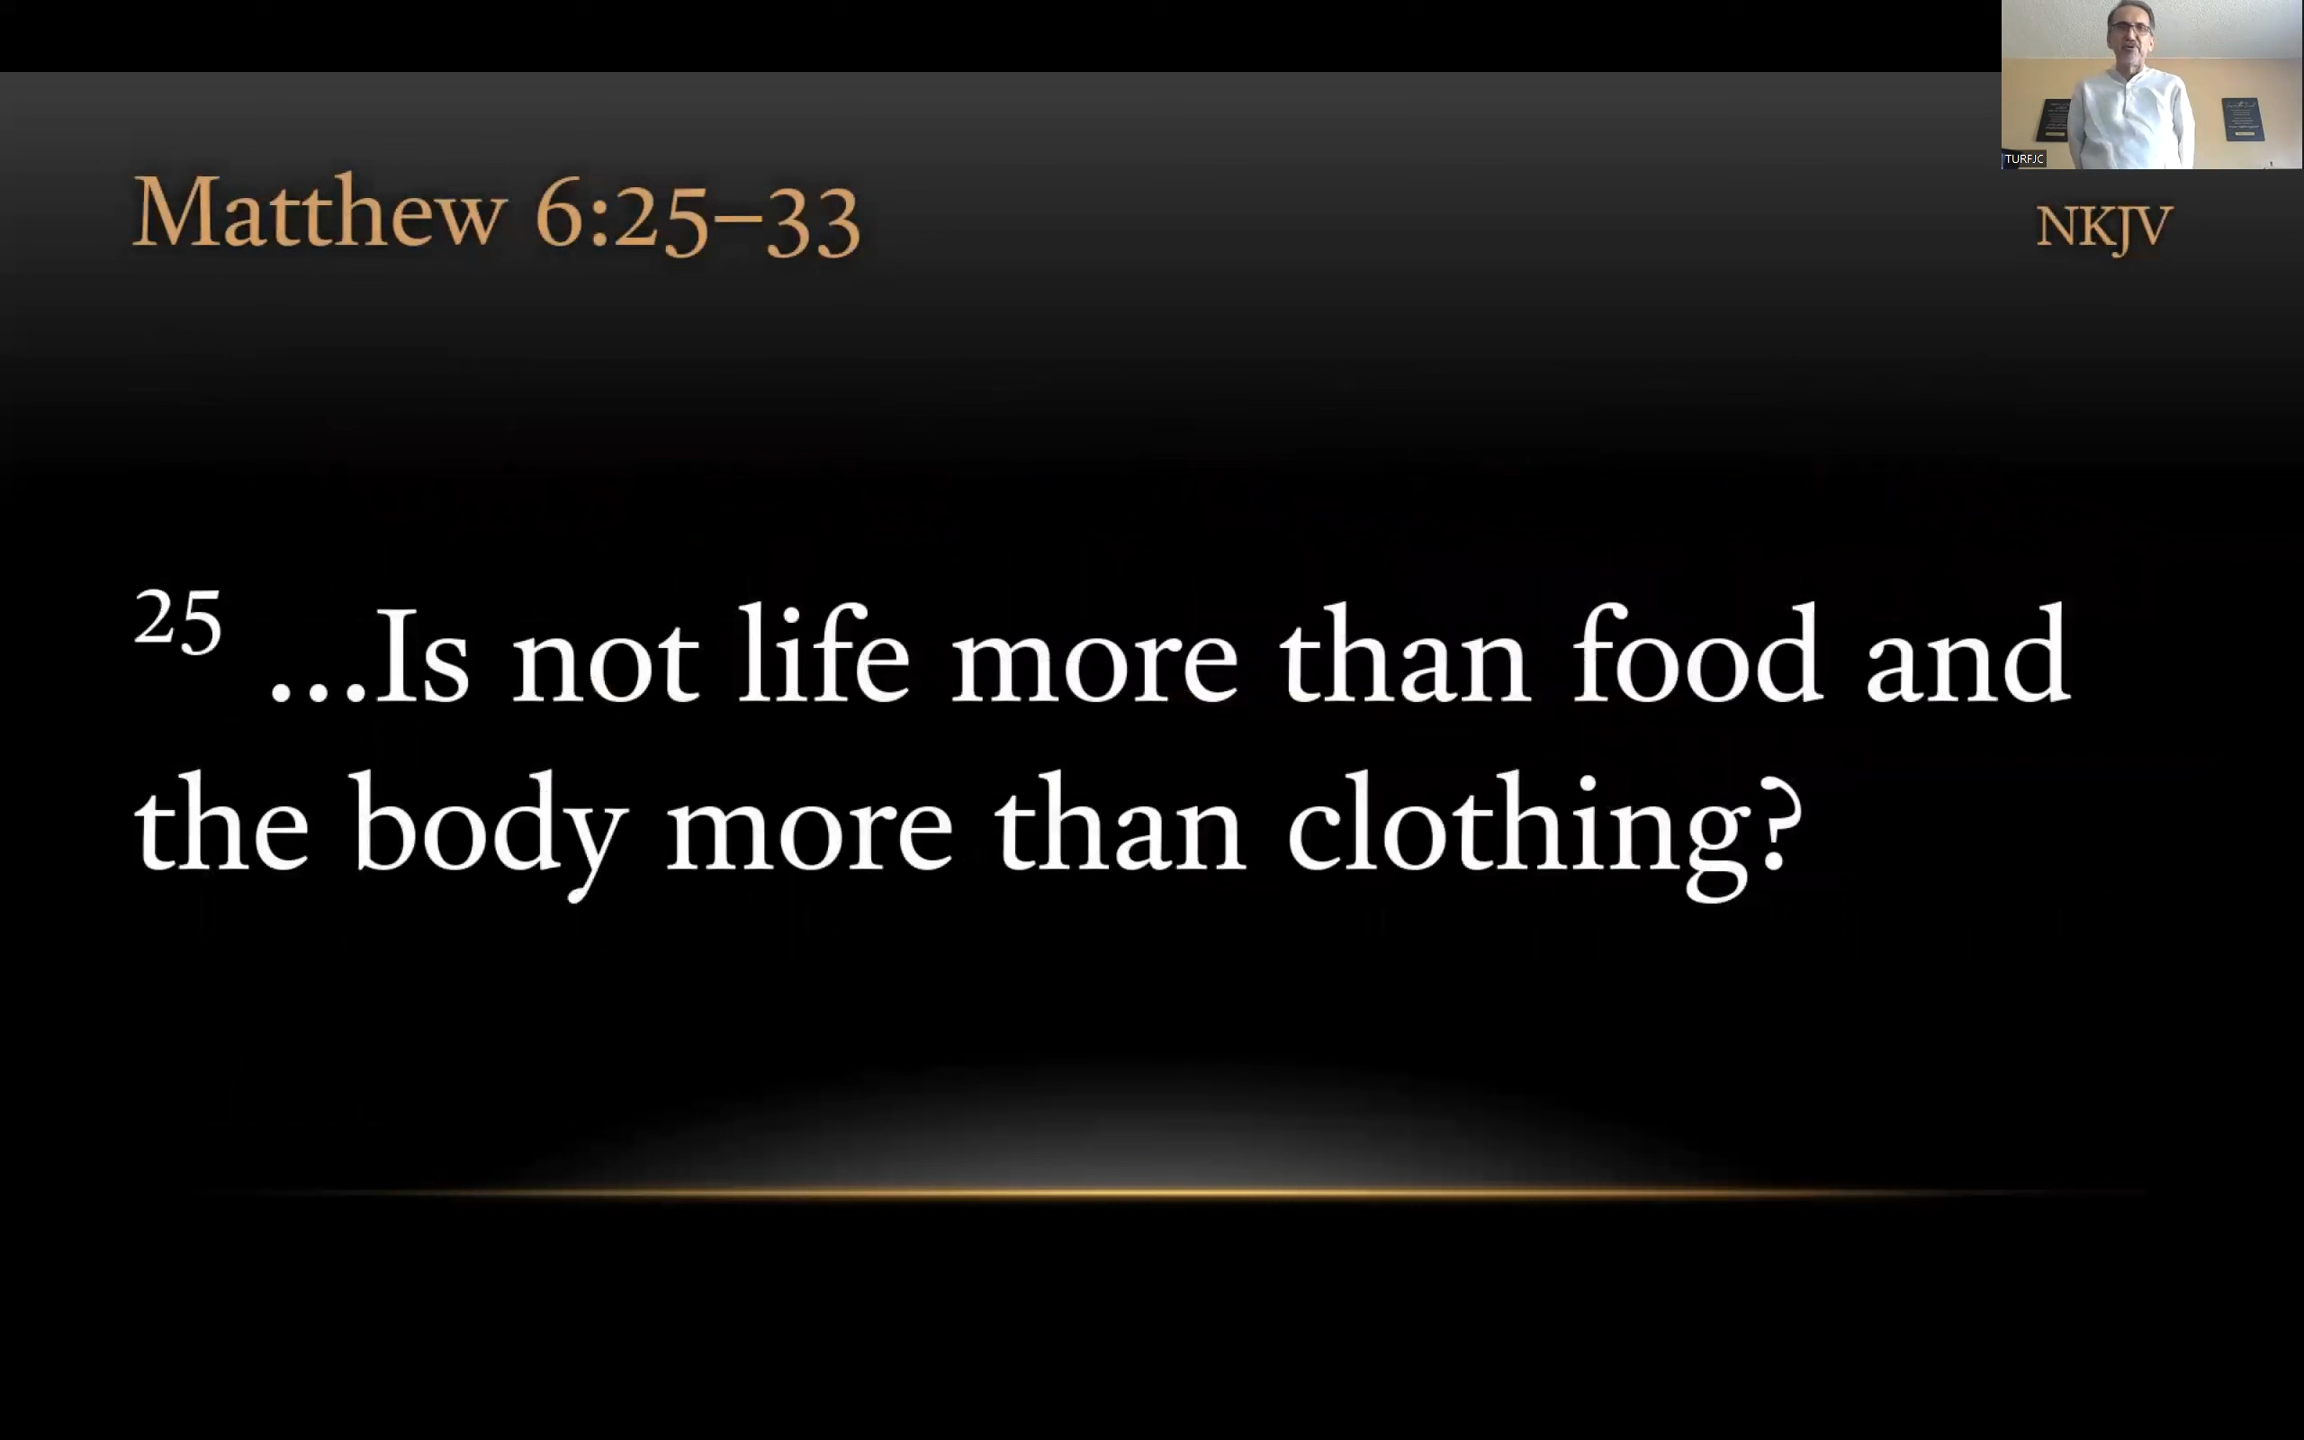 Matthew 6:25–33
NKJV
25 ...Is not life more than food and
the body more than clothing?
TURFJC